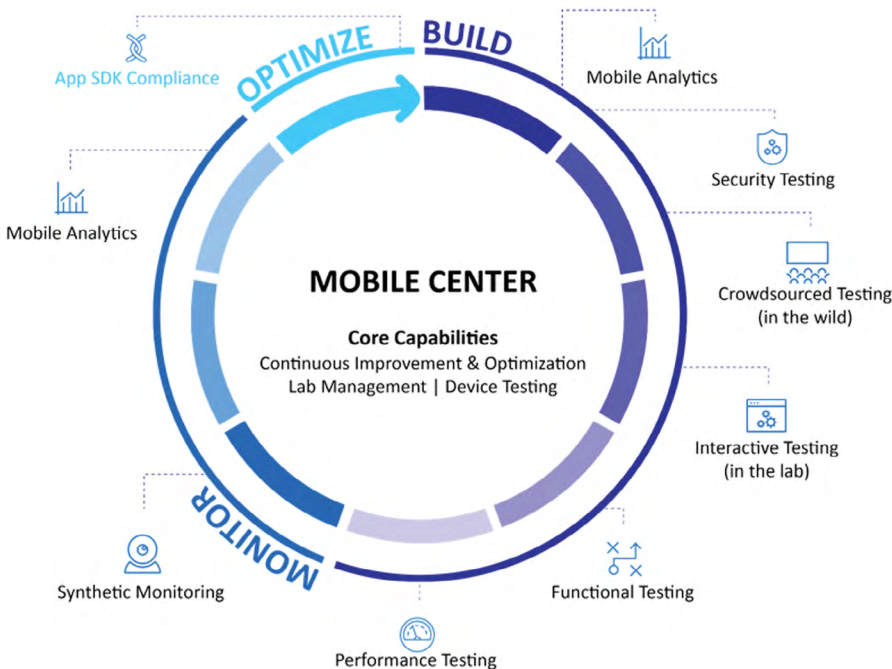 OPTIMIZE
BUILD
App SDK Compliance
Mobile Analytics
Security Testing
Mobile Analytics
MOBILE CENTER
Crowdsourced Testing
(in the wild)
Core Capabilities
Continuous Improvement & Optimization
Lab Management | Device Testing
Interactive Testing
(in the lab)
MONITOR
Synthetic Monitoring
Functional Testing
Performance Testing